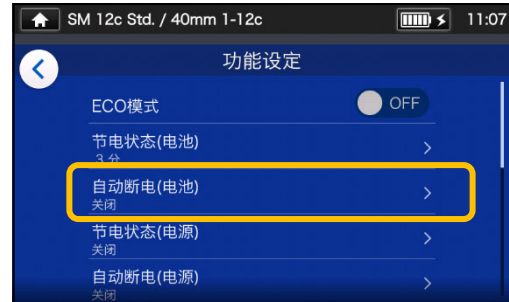 SM 12c Std. / 40mm 1-12c
11:07
功能设定
ECO模式
OFF
节电状态(电池)
3 分
自动断电(电池)
关闭
节电状态(电源)
关闭
自动断电(电源)
关闭